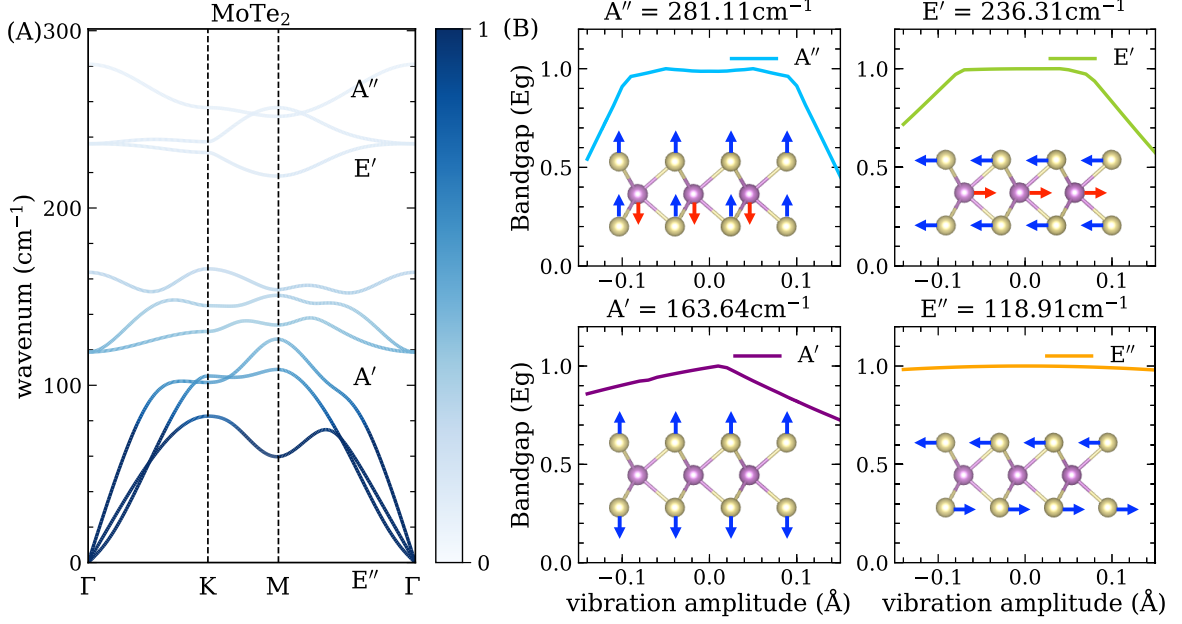 (A)
MoTe₂
300
200
100
0
wavenum (cm⁻¹)
A″
E′
A′
E″
Γ
K
M
Γ
1
0
(B)
A″ = 281.11cm⁻¹
A″
1.0
0.5
0.0
Bandgap (Eg)
−0.1
0.0
0.1
E′ = 236.31cm⁻¹
E′
1.0
0.5
0.0
−0.1
0.0
0.1
A′ = 163.64cm⁻¹
A′
1.0
0.5
0.0
Bandgap (Eg)
−0.1
0.0
0.1
vibration amplitude (Å)
E″ = 118.91cm⁻¹
E″
1.0
0.5
0.0
−0.1
0.0
0.1
vibration amplitude (Å)